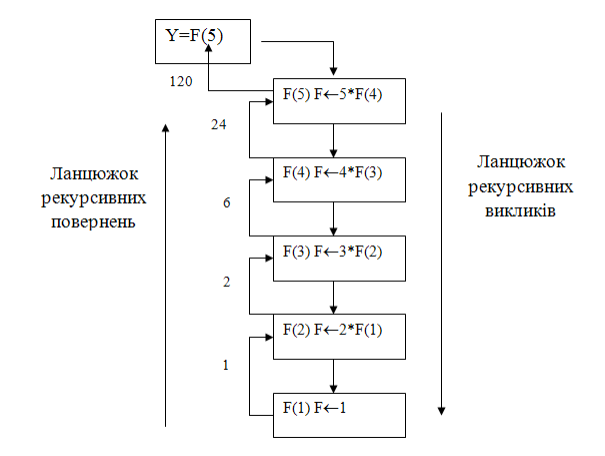 Y=F(5)
120
F(5) F←5*F(4)
24
F(4) F←4*F(3)
Ланцюжок
рекурсивних
повернень
Ланцюжок
рекурсивних
викликів
6
F(3) F←3*F(2)
2
F(2) F←2*F(1)
1
F(1) F←1